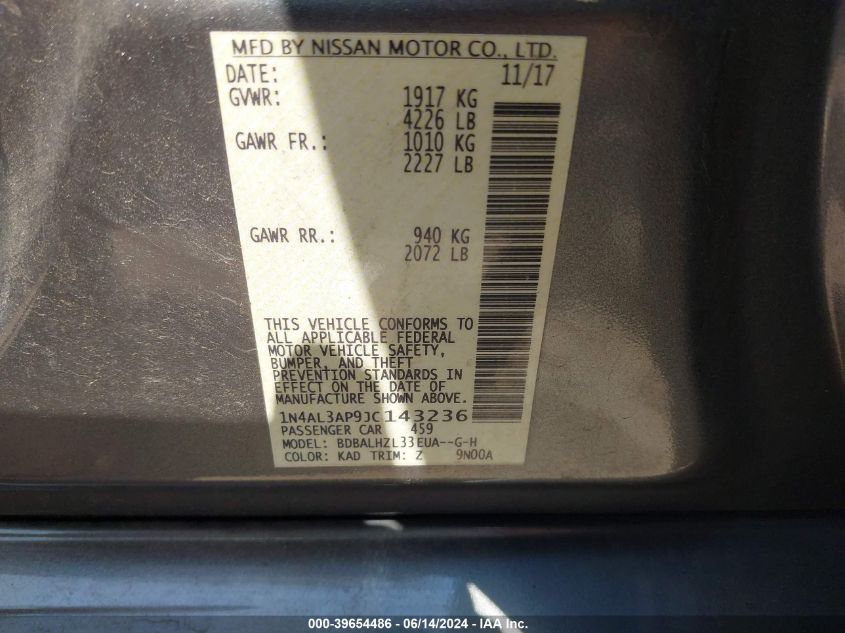 MFD BY NISSAN MOTOR CO., LTD.
DATE: 11/17
GVWR: 1917 KG
4226 LB
GAWR FR.: 1010 KG
2227 LB
GAWR RR.: 940 KG
2072 LB
THIS VEHICLE CONFORMS TO
ALL APPLICABLE FEDERAL
MOTOR VEHICLE SAFETY,
BUMPER, AND THEFT
PREVENTION STANDARDS IN
EFFECT ON THE DATE OF
MANUFACTURE SHOWN ABOVE.
1N4AL3AP9JC143236
PASSENGER CAR 459
MODEL: BDBALHZL33EUA--G-H
COLOR: KAD TRIM: Z 9N00A
000-39654486 - 06/14/2024 - IAA Inc.